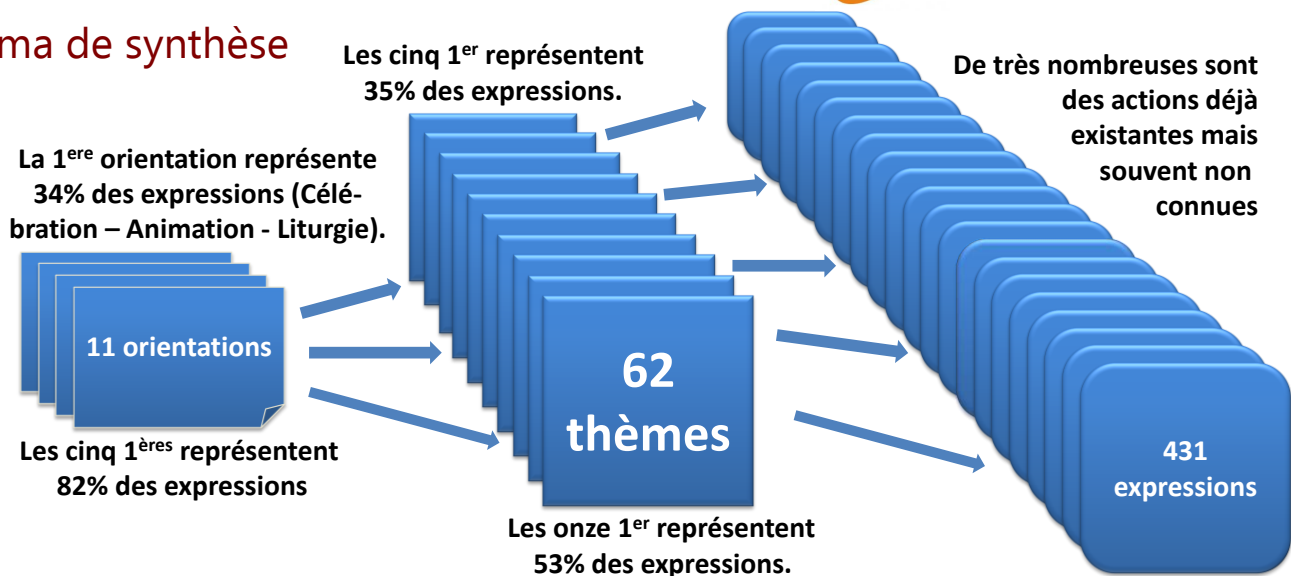 ma de synthèse
Les cinq 1er représentent
35% des expressions.
De très nombreuses sont
des actions déjà
existantes mais
souvent non
connues
La 1ere orientation représente
34% des expressions (Célé-
bration – Animation - Liturgie).
11 orientations
Les cinq 1ères représentent
82% des expressions
62
thèmes
Les onze 1er représentent
53% des expressions.
431
expressions